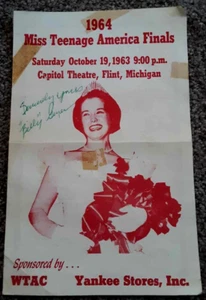 1964
Miss Teenage America Finals
Saturday October 19, 1963 9:00 p.m.
Capitol Theatre, Flint, Michigan
Sincerely yours
Sponsored by . . .
WTAC Yankee Stores, Inc.